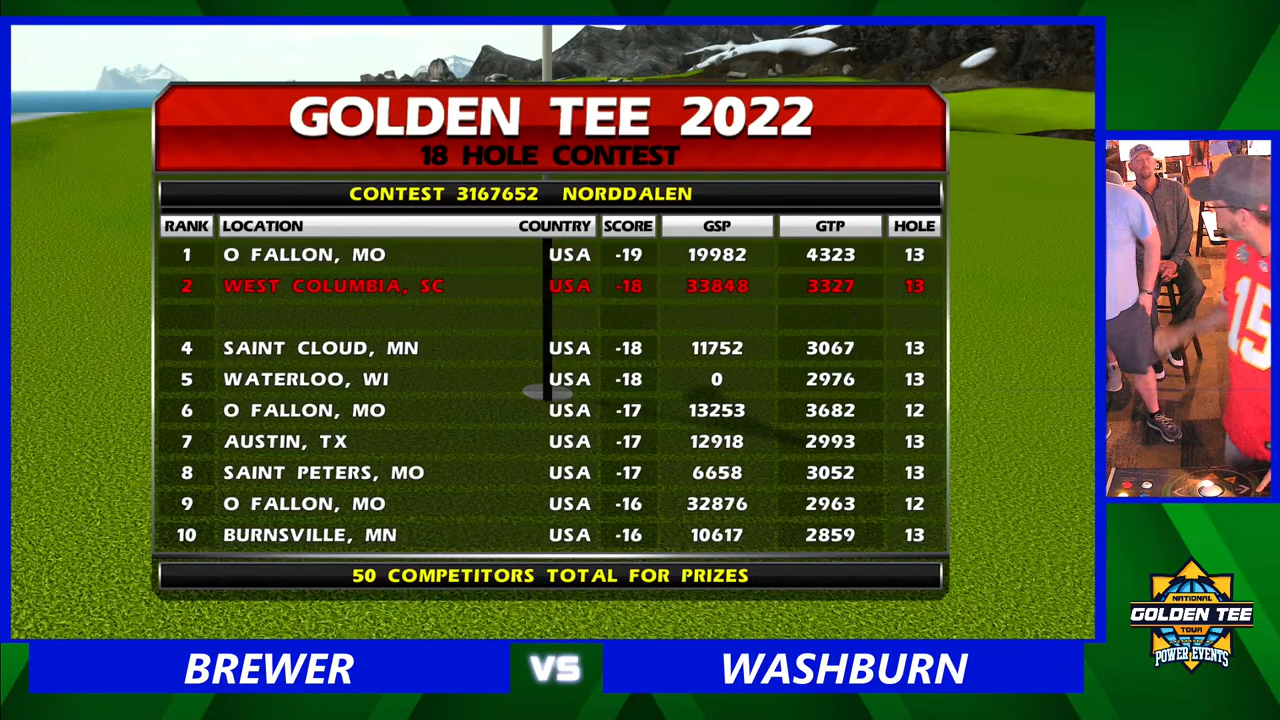 GOLDEN TEE 2022
18 HOLE CONTEST
CONTEST 3167652 NORDDALEN
RANK LOCATION COUNTRY SCORE GSP GTP HOLE
1 O FALLON, MO USA -19 19982 4323 13
2 WEST COLUMBIA, SC USA -18 33848 3327 13
4 SAINT CLOUD, MN USA -18 11752 3067 13
5 WATERLOO, WI USA -18 0 2976 13
6 O FALLON, MO USA -17 13253 3682 12
7 AUSTIN, TX USA -17 12918 2993 13
8 SAINT PETERS, MO USA -17 6658 3052 13
9 O FALLON, MO USA -16 32876 2963 12
10 BURNSVILLE, MN USA -16 10617 2859 13
50 COMPETITORS TOTAL FOR PRIZES
15
NATIONAL
GOLDEN TEE
TOUR
POWER EVENTS
BREWER VS WASHBURN